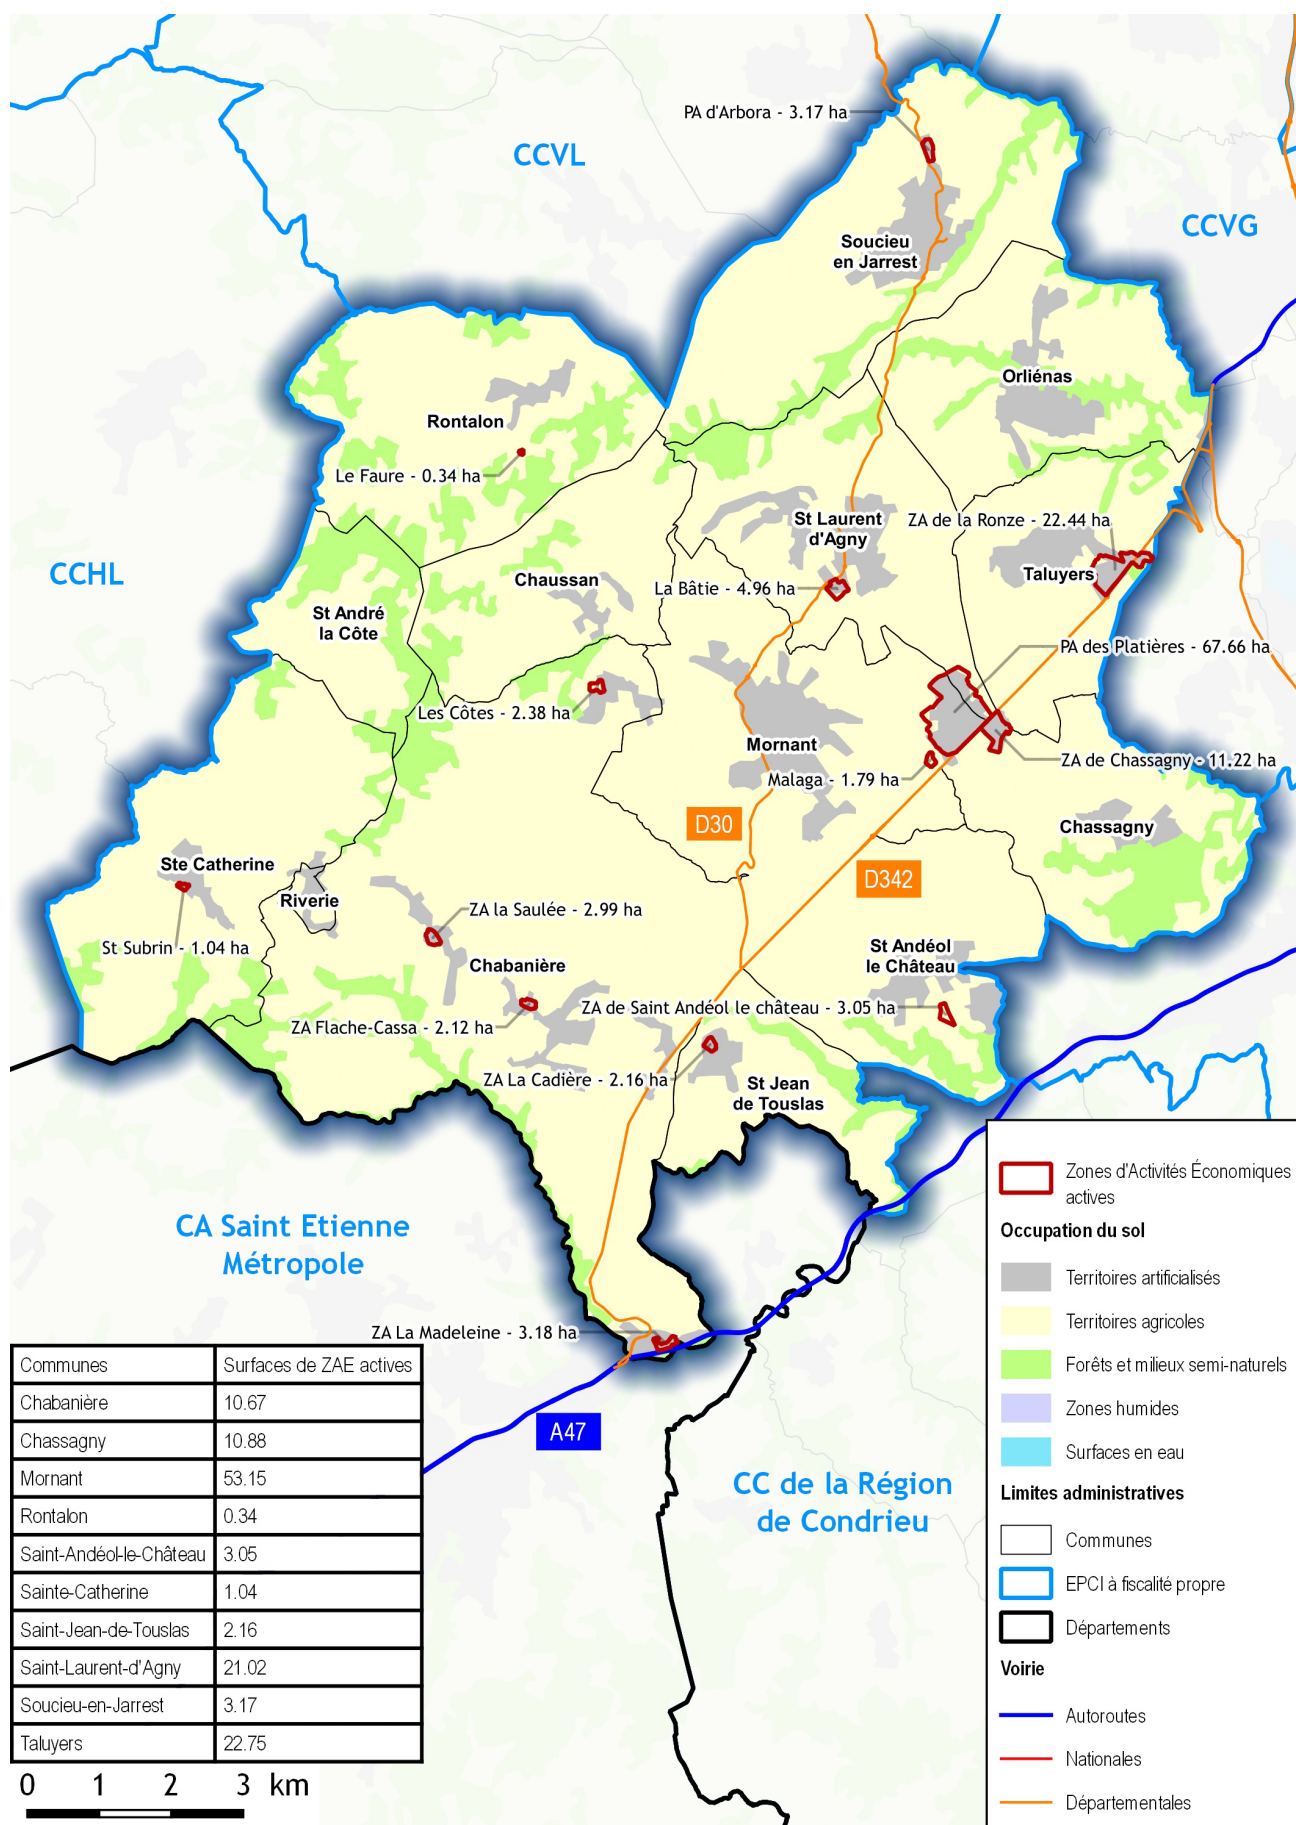 PA d'Arbora - 3.17 ha
CCVL
CCVG
Soucieu
en Jarrest
Orliénas
Rontalon
Le Faure - 0.34 ha
St Laurent
d'Agny
ZA de la Ronze - 22.44 ha
CCHL
Chaussan
Taluyers
La Bâtie - 4.96 ha
St André
la Côte
PA des Platières - 67.66 ha
Les Côtes - 2.38 ha
Mornant
ZA de Chassagny - 11.22 ha
Malaga - 1.79 ha
D30
Chassagny
Ste Catherine
D342
Riverie
ZA la Saulée - 2.99 ha
St Subrin - 1.04 ha
St Andéol
le Château
Chabanière
ZA de Saint Andéol le château - 3.05 ha
ZA Flache-Cassa - 2.12 ha
ZA La Cadière - 2.16 ha
St Jean
de Touslas
CA Saint Etienne
Métropole
ZA La Madeleine - 3.18 ha
A47
CC de la Région
de Condrieu
Communes Surfaces de ZAE actives
Chabanière 10.67
Chassagny 10.88
Mornant 53.15
Rontalon 0.34
Saint-Andéol-le-Château 3.05
Sainte-Catherine 1.04
Saint-Jean-de-Touslas 2.16
Saint-Laurent-d'Agny 21.02
Soucieu-en-Jarrest 3.17
Taluyers 22.75
0 1 2 3 km
Zones d'Activités Économiques
actives
Occupation du sol
Territoires artificialisés
Territoires agricoles
Forêts et milieux semi-naturels
Zones humides
Surfaces en eau
Limites administratives
Communes
EPCI à fiscalité propre
Départements
Voirie
Autoroutes
Nationales
Départementales